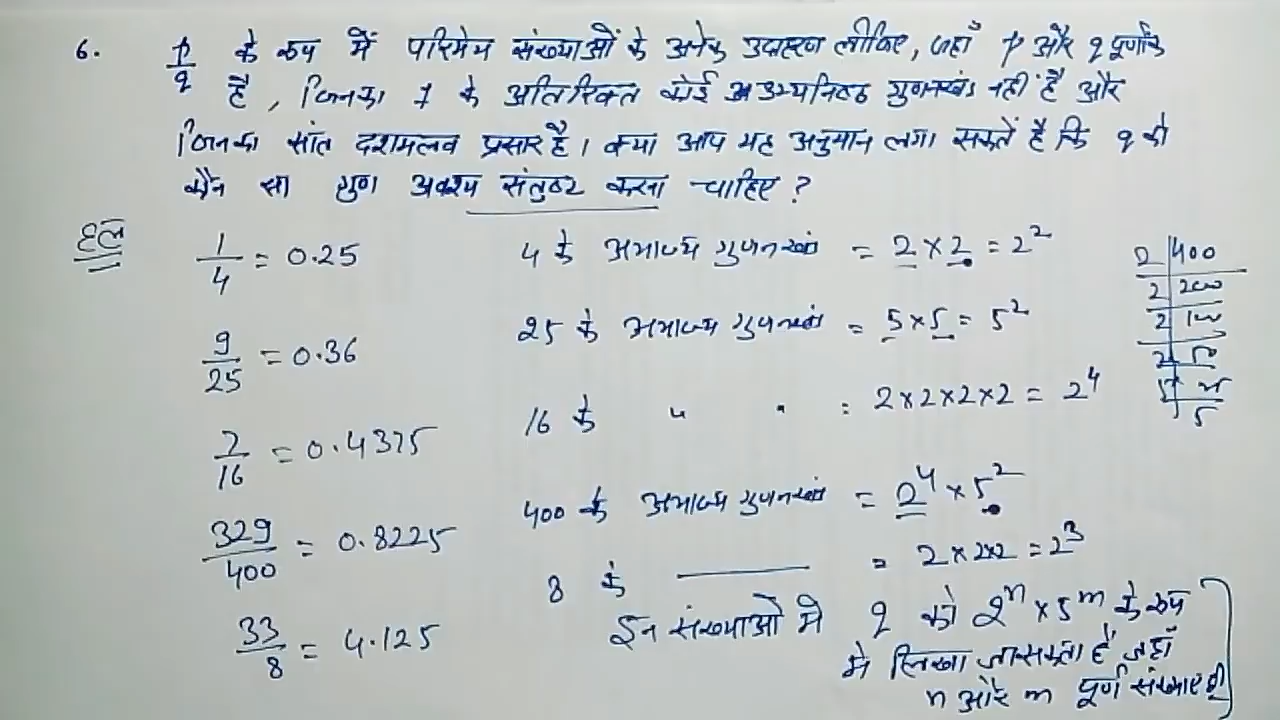 6. p/q के रूप में परिमेय संख्याओं के अनेक उदाहरण लीजिए, जहाँ p और q पूर्णांक
है, जिनका 1 के अतिरिक्त कोई अ उभयनिष्ठ गुणनखंड नहीं है और
जिनका सांत दशमलव प्रसार है। क्या आप यह अनुमान लगा सकतें है कि q को
कौन सा गुण अवश्य संतुष्ट करना चाहिए?
हल
1/4 = 0.25 4 के अभाज्य गुणनखंड = 2 × 2 = 2²
9/25 = 0.36 25 के अभाज्य गुणनखंड = 5 × 5 = 5²
7/16 = 0.4375 16 के " " = 2 × 2 × 2 × 2 = 2⁴
329/400 = 0.8225 400 के अभाज्य गुणनखंड = 2⁴ × 5²
33/8 = 4.125 8 के ——— = 2 × 2 × 2 = 2³
इन संख्याओं में q को 2ⁿ × 5ᵐ के रूप
में लिखा जा सकता है जहाँ
n और m पूर्ण संख्याएं है
2 | 400
2 | 200
2 | 100
2 | 50
5 | 25
5